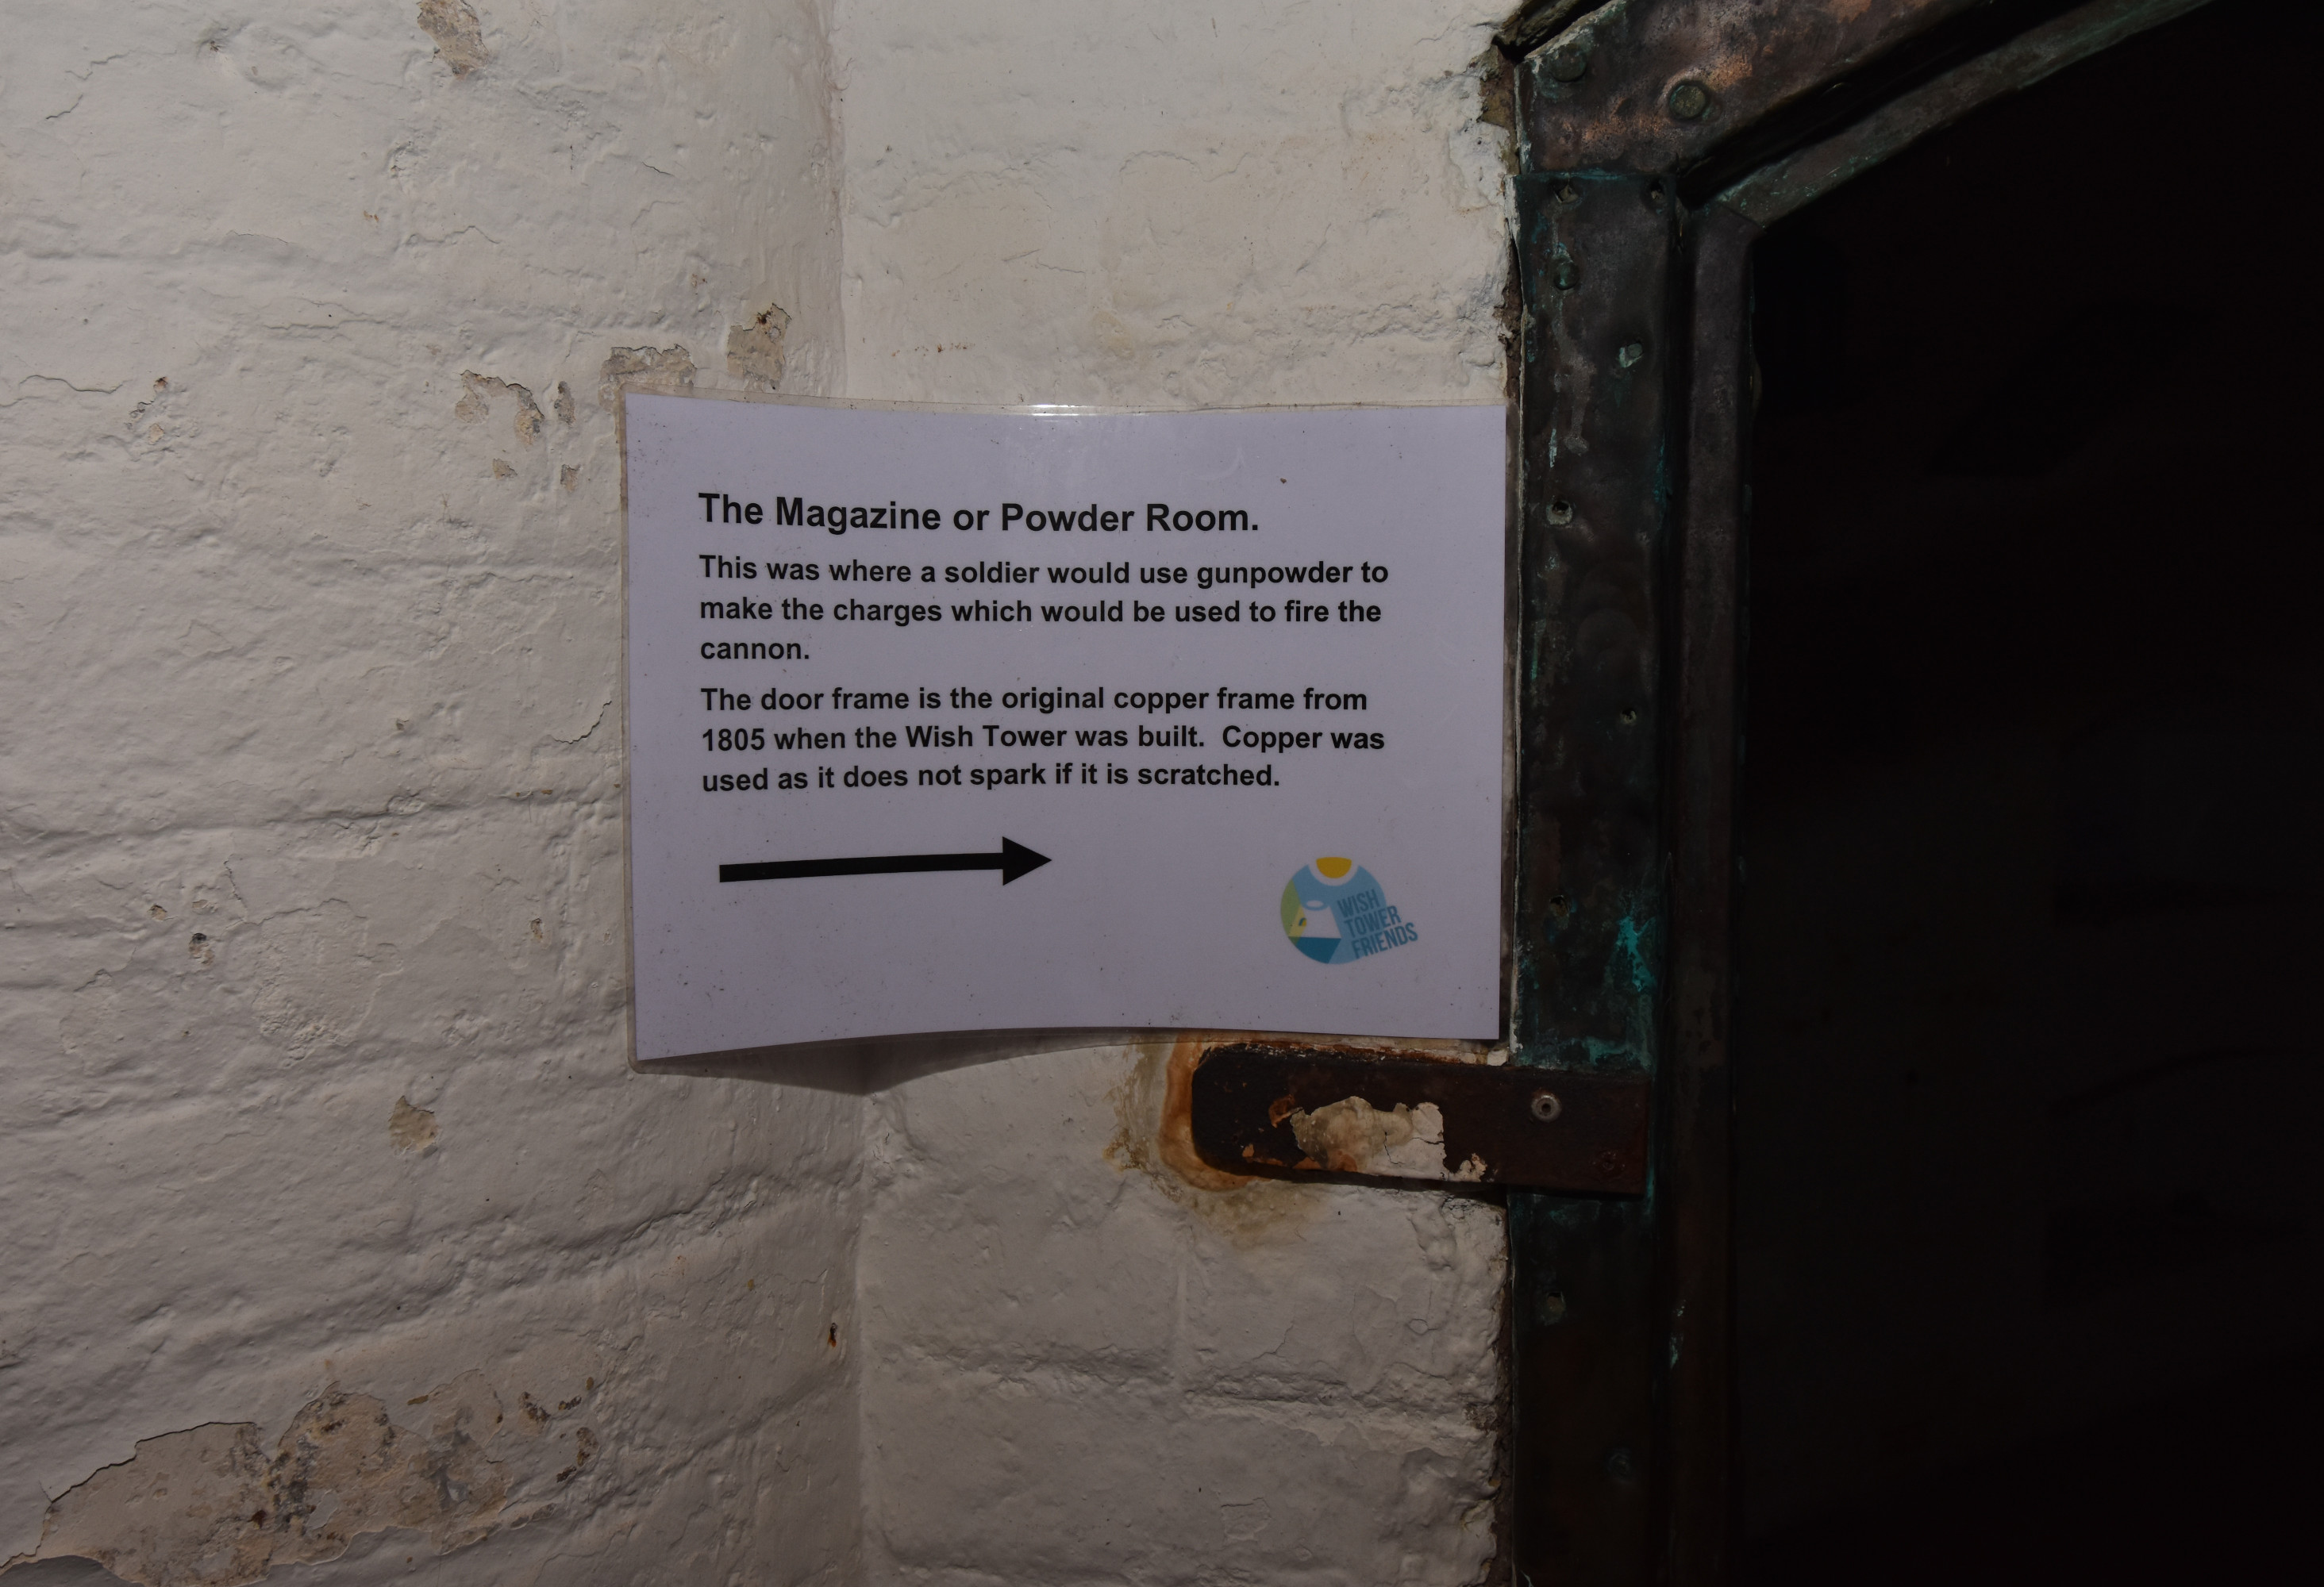 The Magazine or Powder Room.
This was where a soldier would use gunpowder to
make the charges which would be used to fire the
cannon.
The door frame is the original copper frame from
1805 when the Wish Tower was built.  Copper was
used as it does not spark if it is scratched.
WISH
TOWER
FRIENDS